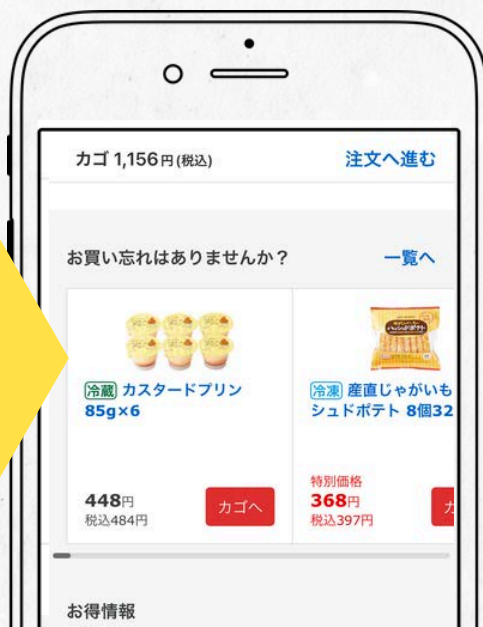 カゴ 1,156円(税込)
注文へ進む
お買い忘れはありませんか？
一覧へ
冷蔵 カスタードプリン
85g×6
448円
税込484円
カゴへ
冷凍 産直じゃがいも
シュドポテト 8個32
特別価格
368円
税込397円
カ
お得情報